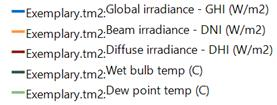 Exemplary.tm2:Global irradiance - GHI (W/m2)
Exemplary.tm2:Beam irradiance - DNI (W/m2)
Exemplary.tm2:Diffuse irradiance - DHI (W/m2)
Exemplary.tm2:Wet bulb temp (C)
Exemplary.tm2:Dew point temp (C)